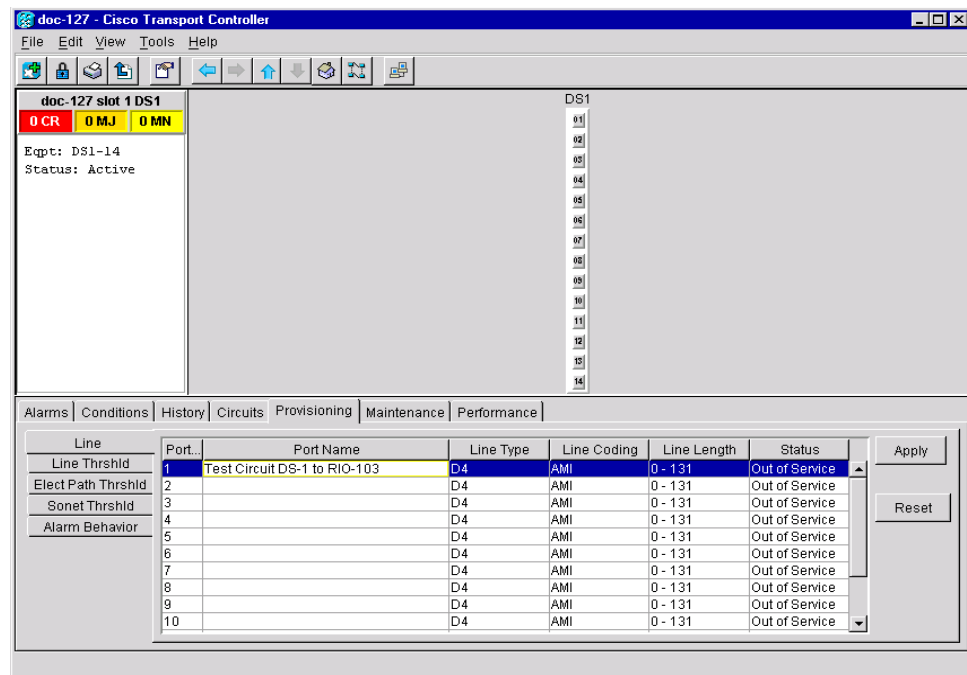 doc-127 - Cisco Transport Controller
File Edit View Tools Help
doc-127 slot 1 DS1
0 CR 0 MJ 0 MN
Eqpt: DS1-14
Status: Active
DS1
01
02
03
04
05
06
07
08
09
10
11
12
13
14
Alarms Conditions History Circuits Provisioning Maintenance Performance
Line
Line Thrshld
Elect Path Thrshld
Sonet Thrshld
Alarm Behavior
Port... Port Name Line Type Line Coding Line Length Status
1 Test Circuit DS-1 to RIO-103 D4 AMI 0 - 131 Out of Service
2 D4 AMI 0 - 131 Out of Service
3 D4 AMI 0 - 131 Out of Service
4 D4 AMI 0 - 131 Out of Service
5 D4 AMI 0 - 131 Out of Service
6 D4 AMI 0 - 131 Out of Service
7 D4 AMI 0 - 131 Out of Service
8 D4 AMI 0 - 131 Out of Service
9 D4 AMI 0 - 131 Out of Service
10 D4 AMI 0 - 131 Out of Service
Apply
Reset